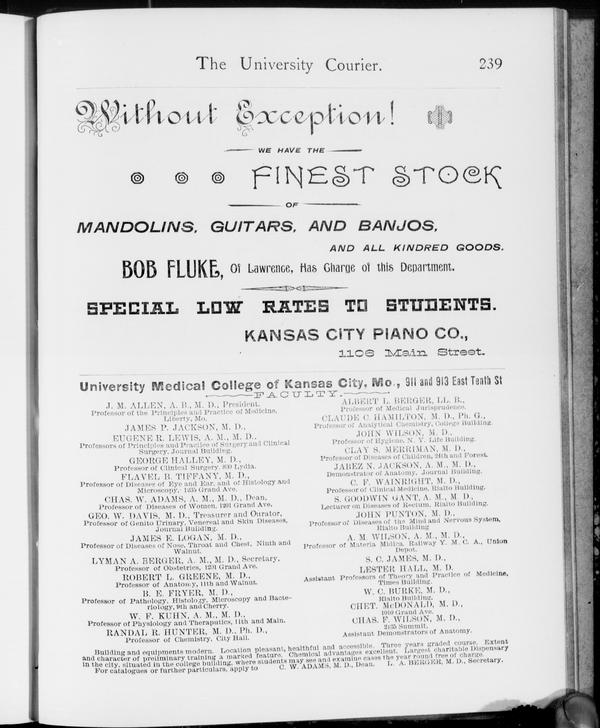 The University Courier. 239
Without Exception!
WE HAVE THE
FINEST STOCK
OF
MANDOLINS, GUITARS, AND BANJOS,
AND ALL KINDRED GOODS.
BOB FLUKE, Of Lawrence, Has Charge of this Department.
SPECIAL LOW RATES TO STUDENTS.
KANSAS CITY PIANO CO.,
1106 Main Street.
University Medical College of Kansas City, Mo., 911 and 913 East Tenth St
FACULTY.
J. M. ALLEN, A. B., M. D., President.
Professor of the Principles and Practice of Medicine,
Liberty, Mo.
JAMES P. JACKSON, M. D.,
EUGENE R. LEWIS, A. M., M. D.,
Professors of Principles and Practice of Surgery and Clinical
Surgery, Journal Building.
GEORGE HALLEY, M. D.,
Professor of Clinical Surgery, 800 Lydia.
FLAVEL B. TIFFANY, M. D.,
Professor of Diseases of Eye and Ear, and of Histology and
Microscopy, 1235 Grand Ave.
CHAS. W. ADAMS, A. M., M. D., Dean,
Professor of Diseases of Women, 1201 Grand Ave.
GEO. W. DAVIS, M. D., Treasurer and Curator,
Professor of Genito Urinary, Venereal and Skin Diseases,
Journal Building.
JAMES E. LOGAN, M. D.,
Professor of Diseases of Nose, Throat and Chest, Ninth and
Walnut.
LYMAN A. BERGER, A. M., M. D., Secretary,
Professor of Obstetrics, 1231 Grand Ave.
ROBERT L. GREENE, M. D.,
Professor of Anatomy, 11th and Walnut.
B. E. FRYER, M. D.,
Professor of Pathology, Histology, Microscopy and Bacte-
riology, 9th and Cherry.
W. F. KUHN, A. M., M. D.,
Professor of Physiology and Theraputics, 11th and Main.
RANDAL R. HUNTER, M. D., Ph. D.,
Professor of Chemistry, City Hall.
ALBERT L. BERGER, LL. B.,
Professor of Medical Jurisprudence.
CLAUDE C. HAMILTON, M. D., Ph. G.,
Professor of Analytical Chemistry, College Building.
JOHN WILSON, M. D.,
Professor of Hygiene, N. Y. Life Building.
CLAY S. MERRIMAN, M. D.,
Professor of Diseases of Children, 24th and Forest.
JABEZ N. JACKSON, A. M., M. D.,
Demonstrator of Anatomy, Journal Building.
C. F. WAINRIGHT, M. D.,
Professor of Clinical Medicine, Rialto Building.
S. GOODWIN GANT, A. M., M. D.,
Lecturer on Diseases of Rectum, Rialto Building.
JOHN PUNTON, M. D.,
Professor of Diseases of the Mind and Nervous System,
Rialto Building
A. M. WILSON, A. M., M. D.,
Professor of Materia Midica, Railway Y. M. C. A., Union
Depot.
S. C. JAMES, M. D.,
LESTER HALL, M. D.
Assistant Professors of Theory and Practice of Medicine,
Times Building.
W. C. BURKE, M. D.,
Rialto Building.
CHET. McDONALD, M. D.,
1010 Grand Ave.
CHAS. F. WILSON, M. D.,
2135 Summit.
Assistant Demonstrators of Anatomy.
Building and equipments modern. Location pleasant, healthful and accessible. Three years graded course. Extent
and character of preliminary training a marked feature. Chemical advantages excellent. Largest charitable Dispensary
in the city, situated in the college building, where students may see and examine cases the year round free of charge.
For catalogues or further particulars, apply to C. W. ADAMS, M. D., Dean. L. A. BERGER, M. D., Secretary.